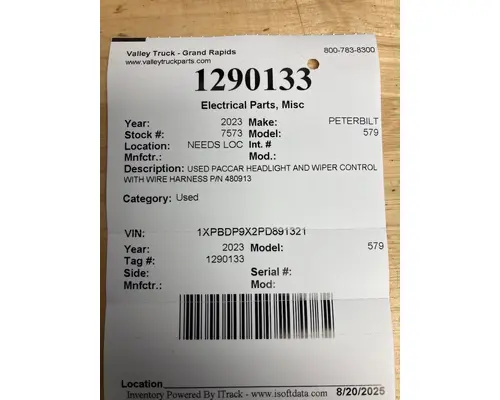 Valley Truck - Grand Rapids 800-783-8300
www.valleytruckparts.com
1290133
Electrical Parts, Misc
Year: 2023 Make: PETERBILT
Stock #: 7573 Model: 579
Location: NEEDS LOC Int. #
Mnfctr.: Mod.:
Description: USED PACCAR HEADLIGHT AND WIPER CONTROL
WITH WIRE HARNESS P/N 480913
Category: Used
VIN: 1XPBDP9X2PD891321
Year: 2023 Model: 579
Tag #: 1290133
Side: Serial #:
Mnfctr.: Mod:
Location
Inventory Powered By ITrack - www.isoftdata.com 8/20/2025